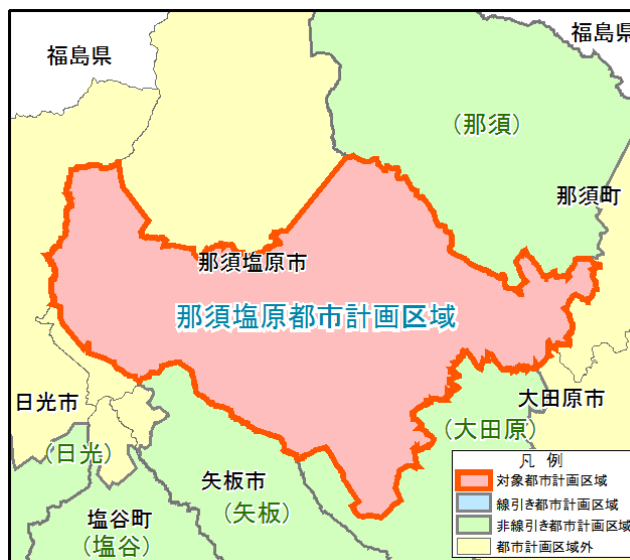 福島県
福島県
(那須)
那須町
那須塩原市
那須塩原都市計画区域
日光市
大田原市
(大田原)
(日光)
矢板市
(矢板)
塩谷町
(塩谷)
凡 例
対象都市計画区域
線引き都市計画区域
非線引き都市計画区域
都市計画区域外